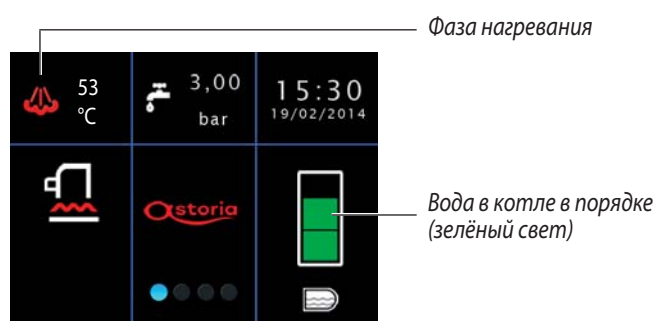 Фаза нагревания
53
°C
3,00
bar
15:30
19/02/2014
astoria
Вода в котле в порядке
(зелёный свет)